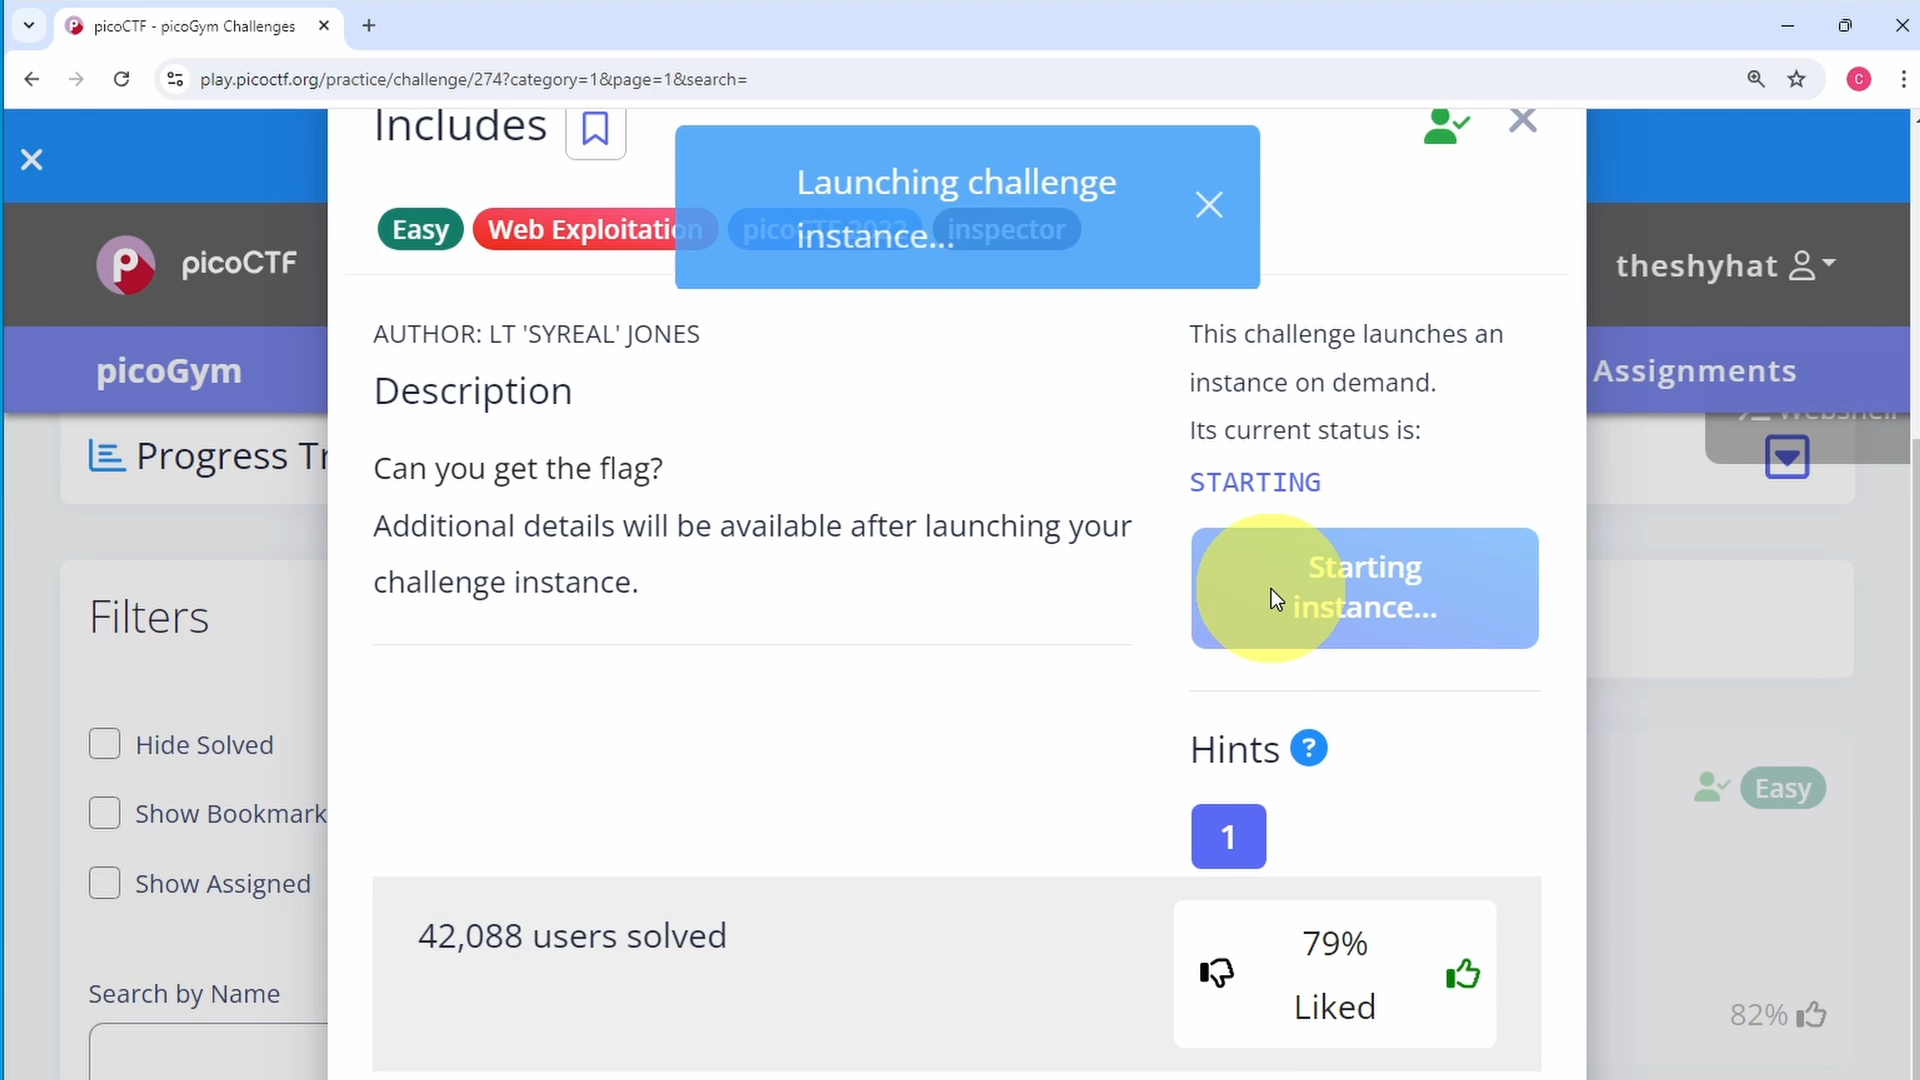 picoCTF - picoGym Challenges
play.picoctf.org/practice/challenge/274?category=1&page=1&search=
C
Includes
Launching challenge
instance...
Easy
Web Exploitation
picoCTF 2022
inspector
picoCTF
theshyhat
picoGym
Assignments
Webshell
AUTHOR: LT 'SYREAL' JONES
Description
Can you get the flag?
Additional details will be available after launching your
challenge instance.
This challenge launches an
instance on demand.
Its current status is:
STARTING
Starting
instance...
Progress Tr
Filters
Hide Solved
Show Bookmark
Show Assigned
Search by Name
Hints ?
1
Easy
42,088 users solved
79%
Liked
82%